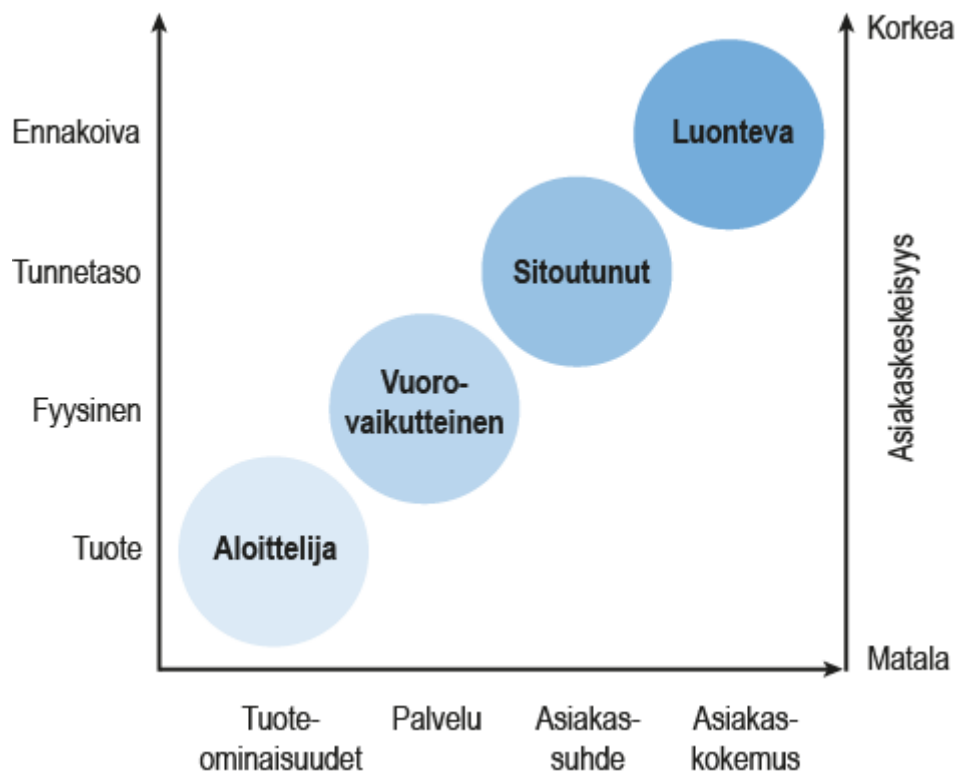 Korkea
Ennakoiva
Luonteva
Tunnetaso
Sitoutunut
Asiakaskeskeisyys
Fyysinen
Vuoro-
vaikutteinen
Tuote
Aloittelija
Matala
Tuote-
ominaisuudet
Palvelu
Asiakas-
suhde
Asiakas-
kokemus